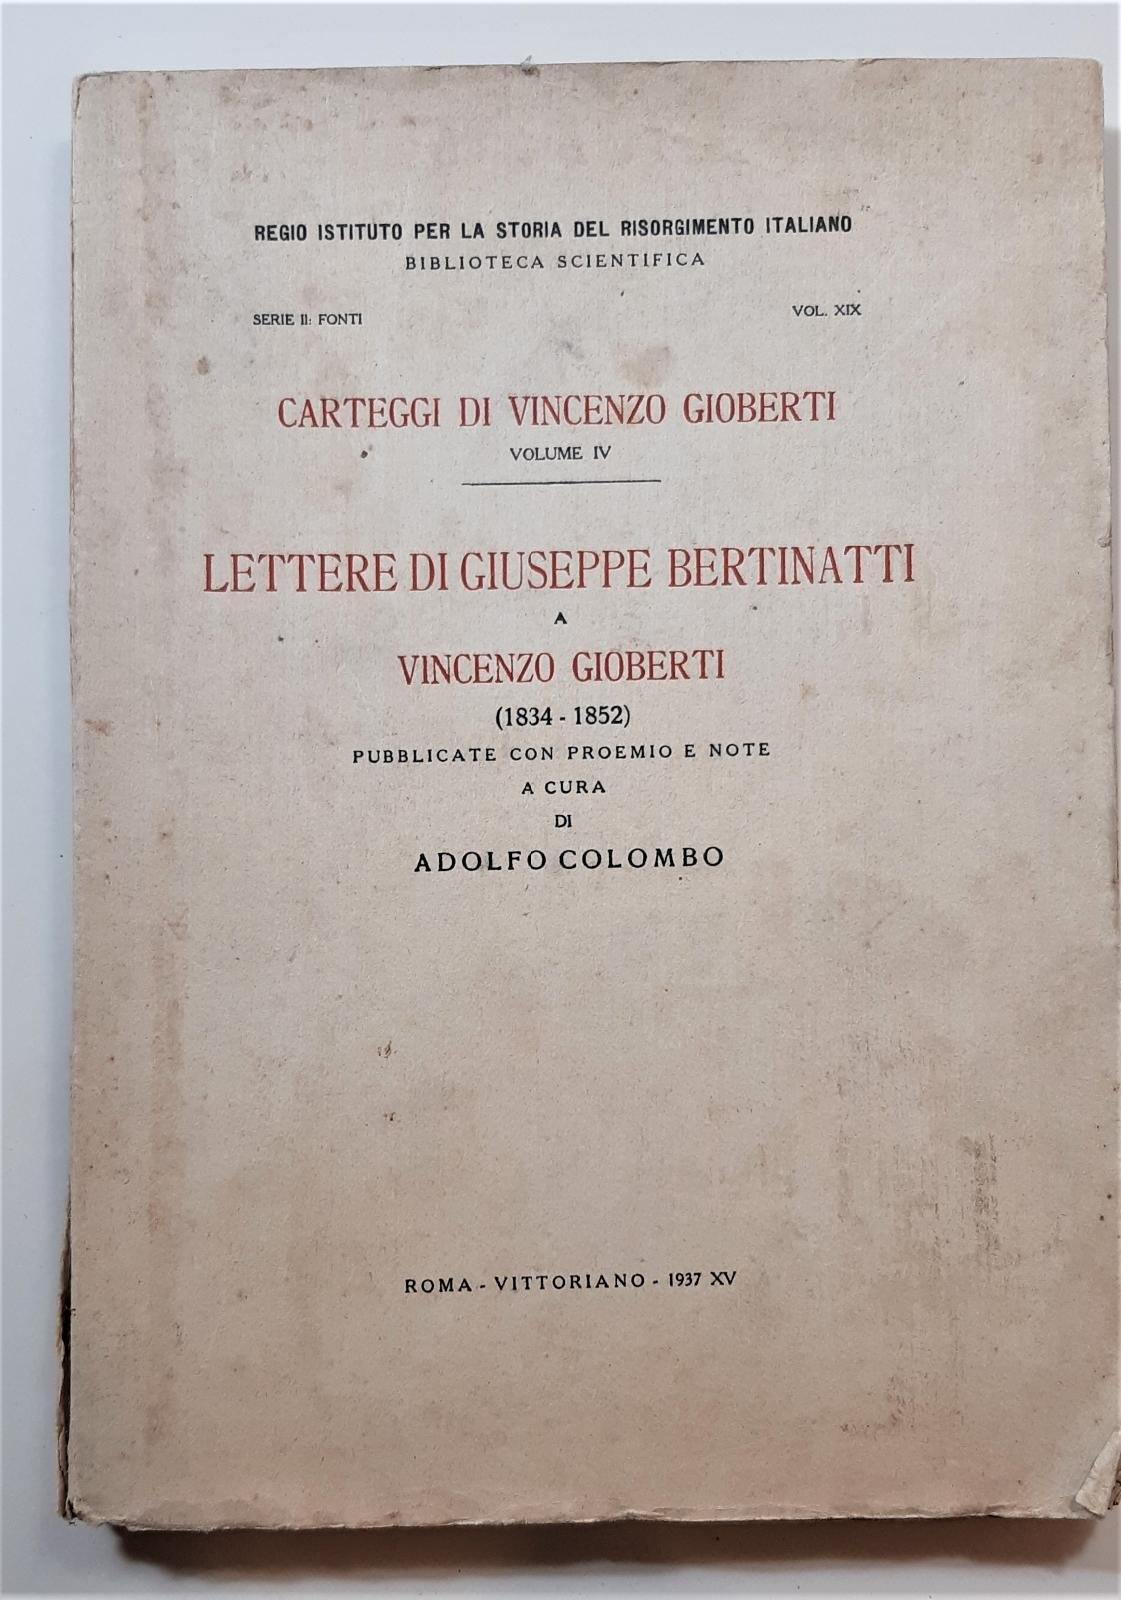 REGIO ISTITUTO PER LA STORIA DEL RISORGIMENTO ITALIANO
BIBLIOTECA SCIENTIFICA
SERIE II: FONTI VOL. XIX
CARTEGGI DI VINCENZO GIOBERTI
VOLUME IV
LETTERE DI GIUSEPPE BERTINATTI
A
VINCENZO GIOBERTI
(1834 - 1852)
PUBBLICATE CON PROEMIO E NOTE
A CURA
DI
ADOLFO COLOMBO
ROMA - VITTORIANO - 1937 XV